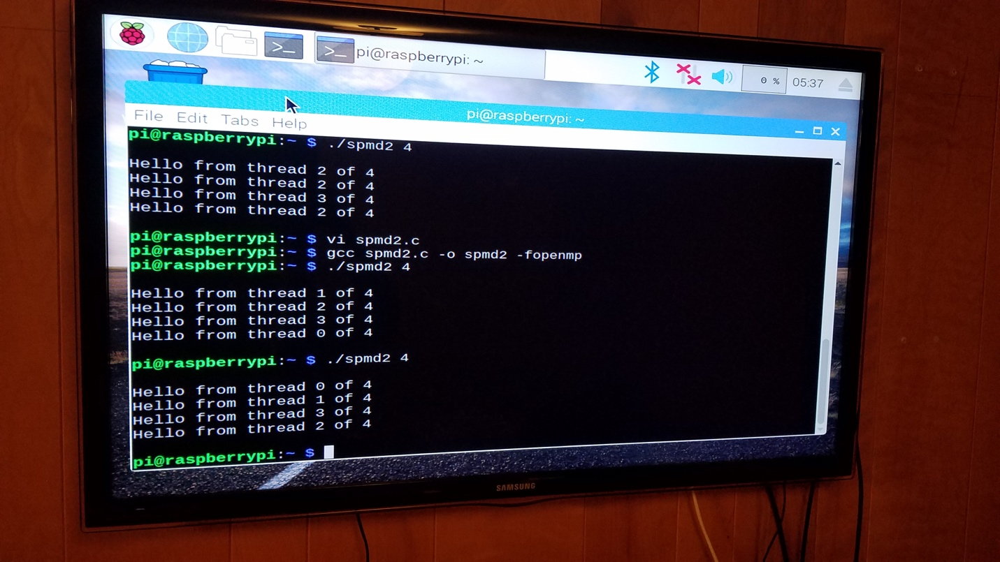 pi@raspberrypi: ~
0 %
05:37
pi@raspberrypi: ~
File Edit Tabs Help
pi@raspberrypi:~ $ ./spmd2 4
Hello from thread 2 of 4
Hello from thread 2 of 4
Hello from thread 3 of 4
Hello from thread 2 of 4
pi@raspberrypi:~ $ vi spmd2.c
pi@raspberrypi:~ $ gcc spmd2.c -o spmd2 -fopenmp
pi@raspberrypi:~ $ ./spmd2 4
Hello from thread 1 of 4
Hello from thread 2 of 4
Hello from thread 3 of 4
Hello from thread 0 of 4
pi@raspberrypi:~ $ ./spmd2 4
Hello from thread 0 of 4
Hello from thread 1 of 4
Hello from thread 3 of 4
Hello from thread 2 of 4
pi@raspberrypi:~ $
SAMSUNG